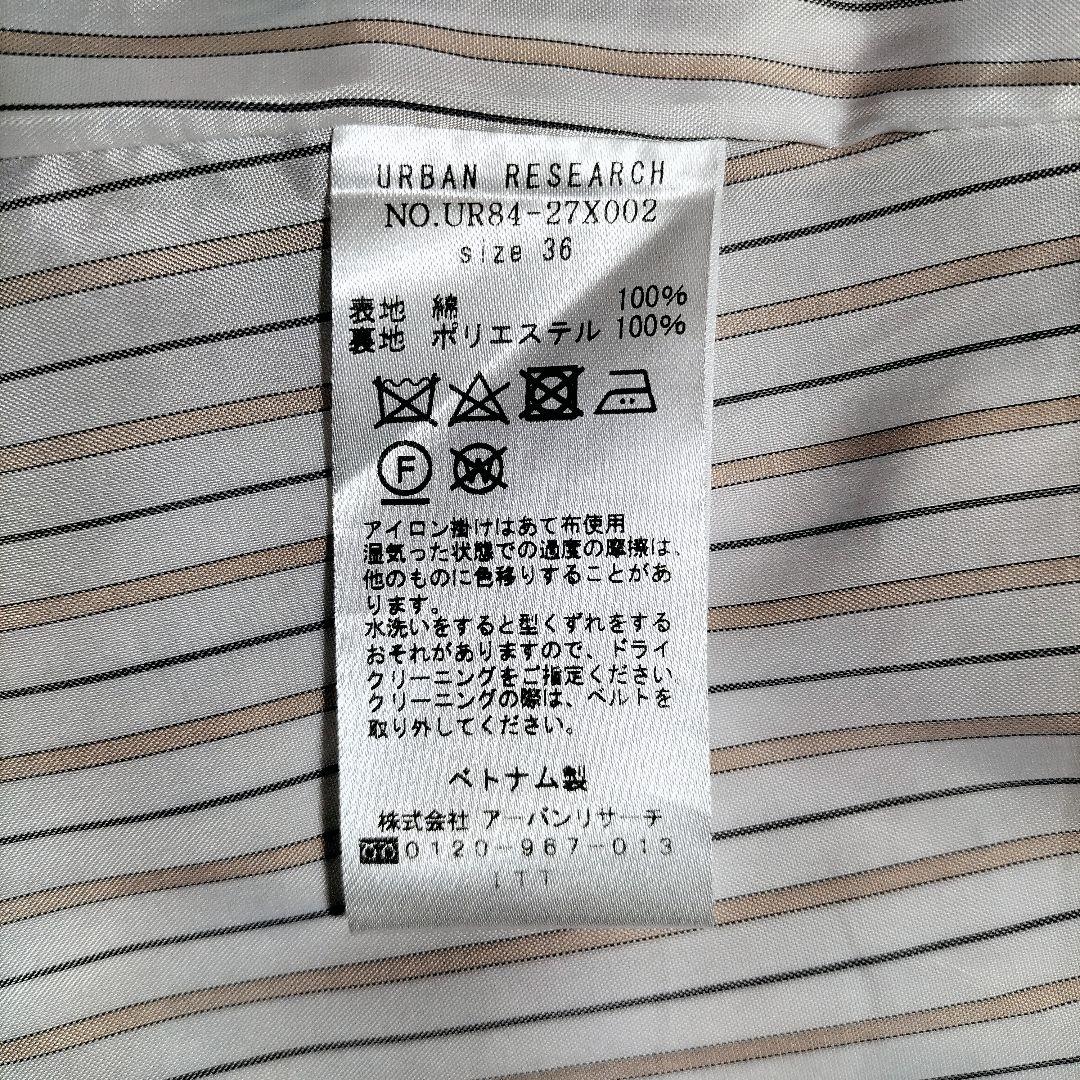 URBAN RESEARCH
NO.UR84-27X002
size 36
表地 綿 100%
裏地 ポリエステル 100%
F W
アイロン掛けはあて布使用
湿気った状態での過度の摩擦は、
他のものに色移りすることがあ
ります。
水洗いをすると型くずれをする
おそれがありますので、ドライ
クリーニングをご指定ください
クリーニングの際は、ベルトを
取り外してください。
ベトナム製
株式会社 アーバンリサーチ
0120-967-013